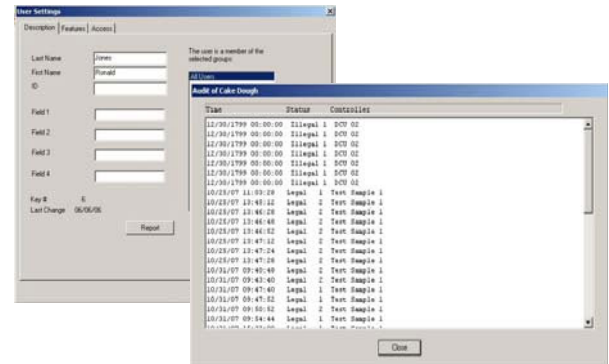 User Settings
Description
Features
Access
Last Name
Jones
First Name
Ronald
ID
Field 1
Field 2
Field 3
Field 4
Key # 6
Last Change 06/06/06
Report
The user is a member of the
selected groups:
All Users
Audit of Cake Dough
Time Status Controller
12/30/1799 00:00:00 Illegal 1 DCU 02
12/30/1799 00:00:00 Illegal 1 DCU 02
12/30/1799 00:00:00 Illegal 1 DCU 02
12/30/1799 00:00:00 Illegal 1 DCU 02
12/30/1799 00:00:00 Illegal 1 DCU 02
12/30/1799 00:00:00 Illegal 1 DCU 02
10/25/07 11:03:28 Legal 1 Test Sample 1
10/25/07 13:45:12 Legal 2 Test Sample 1
10/25/07 13:46:28 Legal 2 Test Sample 1
10/25/07 13:46:48 Legal 2 Test Sample 1
10/25/07 13:46:52 Legal 2 Test Sample 1
10/25/07 13:47:12 Legal 2 Test Sample 1
10/25/07 13:47:24 Legal 2 Test Sample 1
10/25/07 13:47:28 Legal 2 Test Sample 1
10/31/07 09:40:48 Legal 2 Test Sample 1
10/31/07 09:43:40 Legal 2 Test Sample 1
10/31/07 09:47:40 Legal 1 Test Sample 1
10/31/07 09:47:52 Legal 1 Test Sample 1
10/31/07 09:50:52 Legal 2 Test Sample 1
10/31/07 09:54:44 Legal 1 Test Sample 1
Close